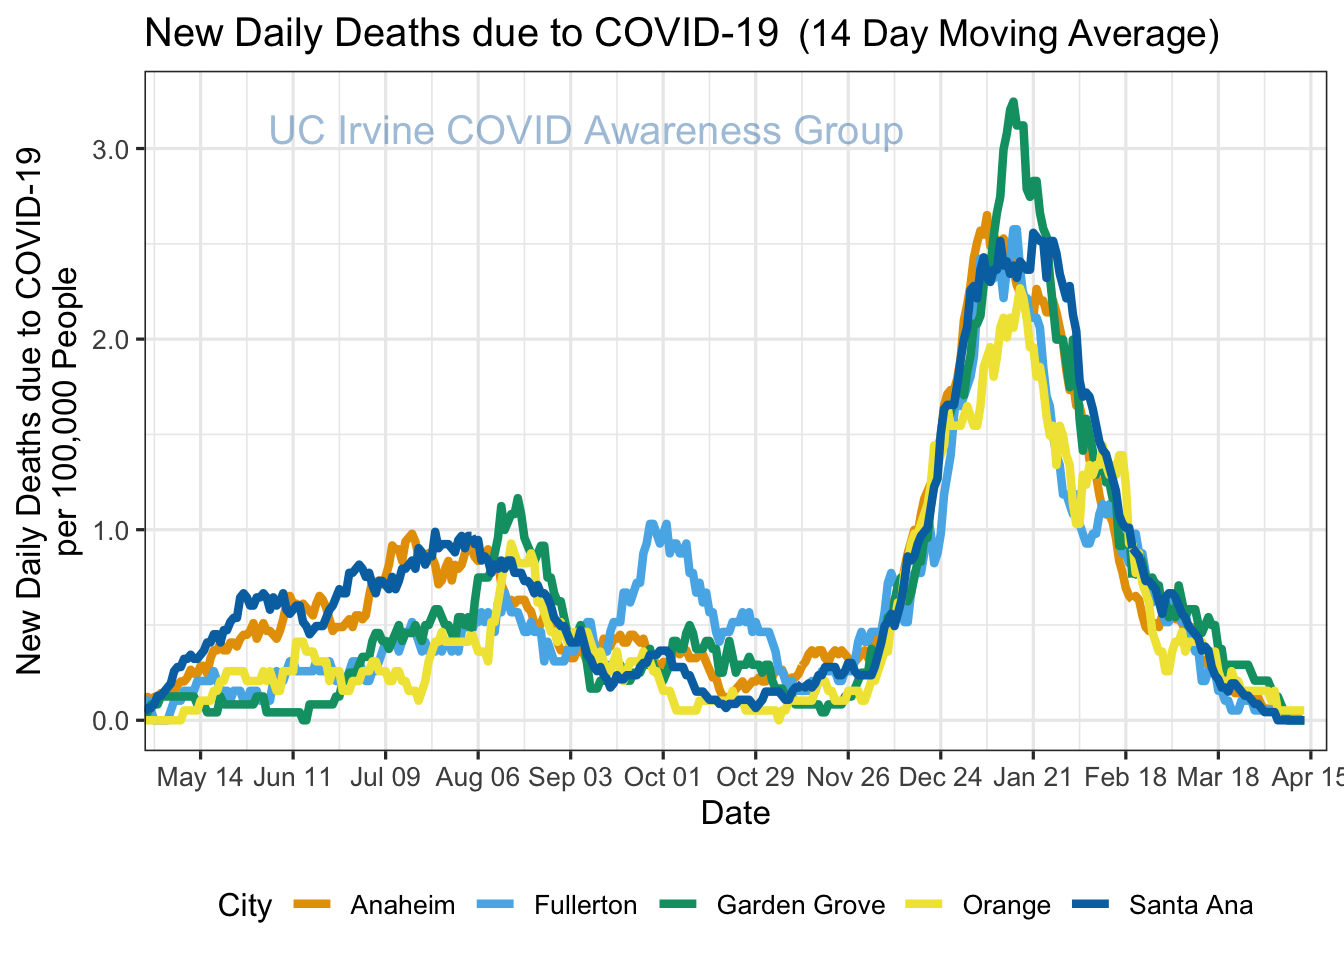 New Daily Deaths due to COVID-19 (14 Day Moving Average)
UC Irvine COVID Awareness Group
New Daily Deaths due to COVID-19
per 100,000 People
3.0
2.0
1.0
0.0
May 14 Jun 11 Jul 09 Aug 06 Sep 03 Oct 01 Oct 29 Nov 26 Dec 24 Jan 21 Feb 18 Mar 18 Apr 15
Date
City Anaheim Fullerton Garden Grove Orange Santa Ana